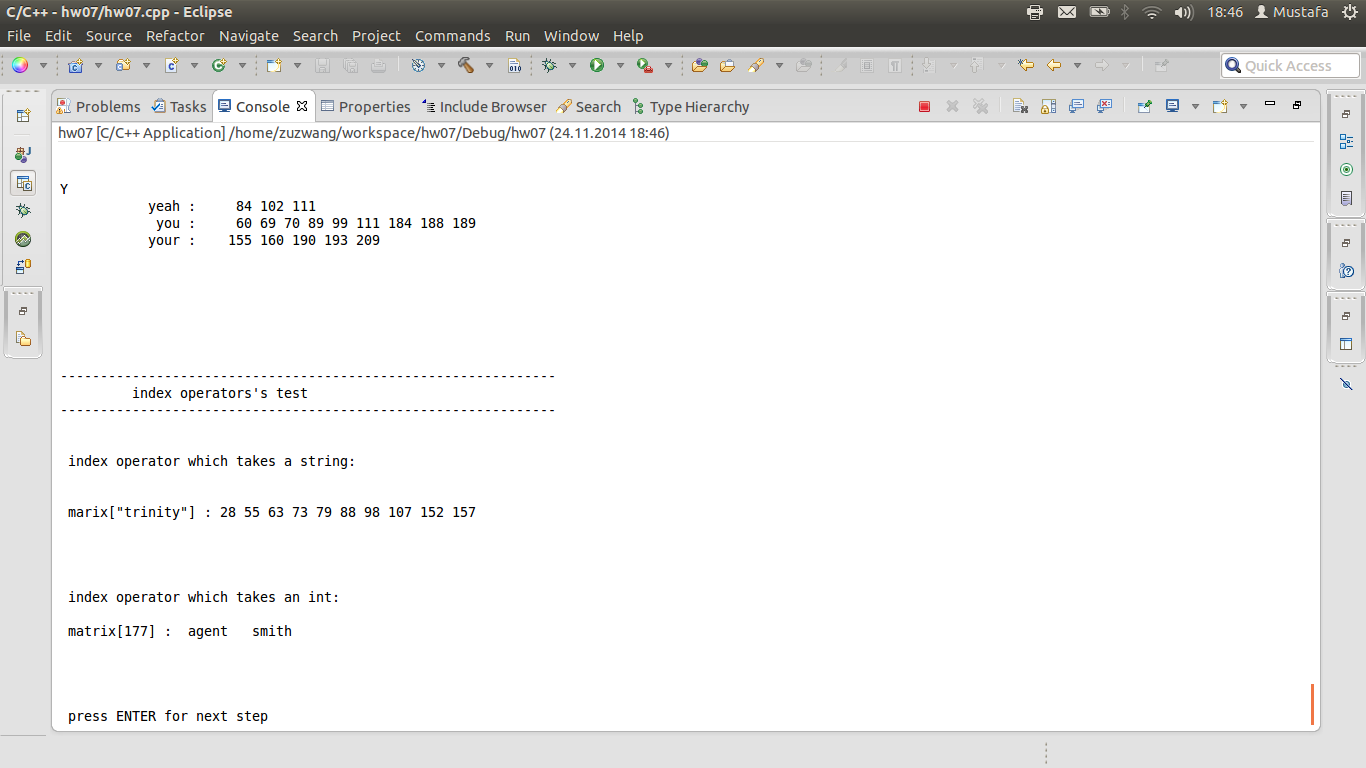 C/C++ - hw07/hw07.cpp - Eclipse 18:46 Mustafa
File Edit Source Refactor Navigate Search Project Commands Run Window Help
Quick Access
Problems Tasks Console Properties Include Browser Search Type Hierarchy
hw07 [C/C++ Application] /home/zuzwang/workspace/hw07/Debug/hw07 (24.11.2014 18:46)
Y
yeah : 84 102 111
you : 60 69 70 89 99 111 184 188 189
your : 155 160 190 193 209
--------------------------------------------------------------
index operators's test
--------------------------------------------------------------
index operator which takes a string:
marix["trinity"] : 28 55 63 73 79 88 98 107 152 157
index operator which takes an int:
matrix[177] : agent smith
press ENTER for next step